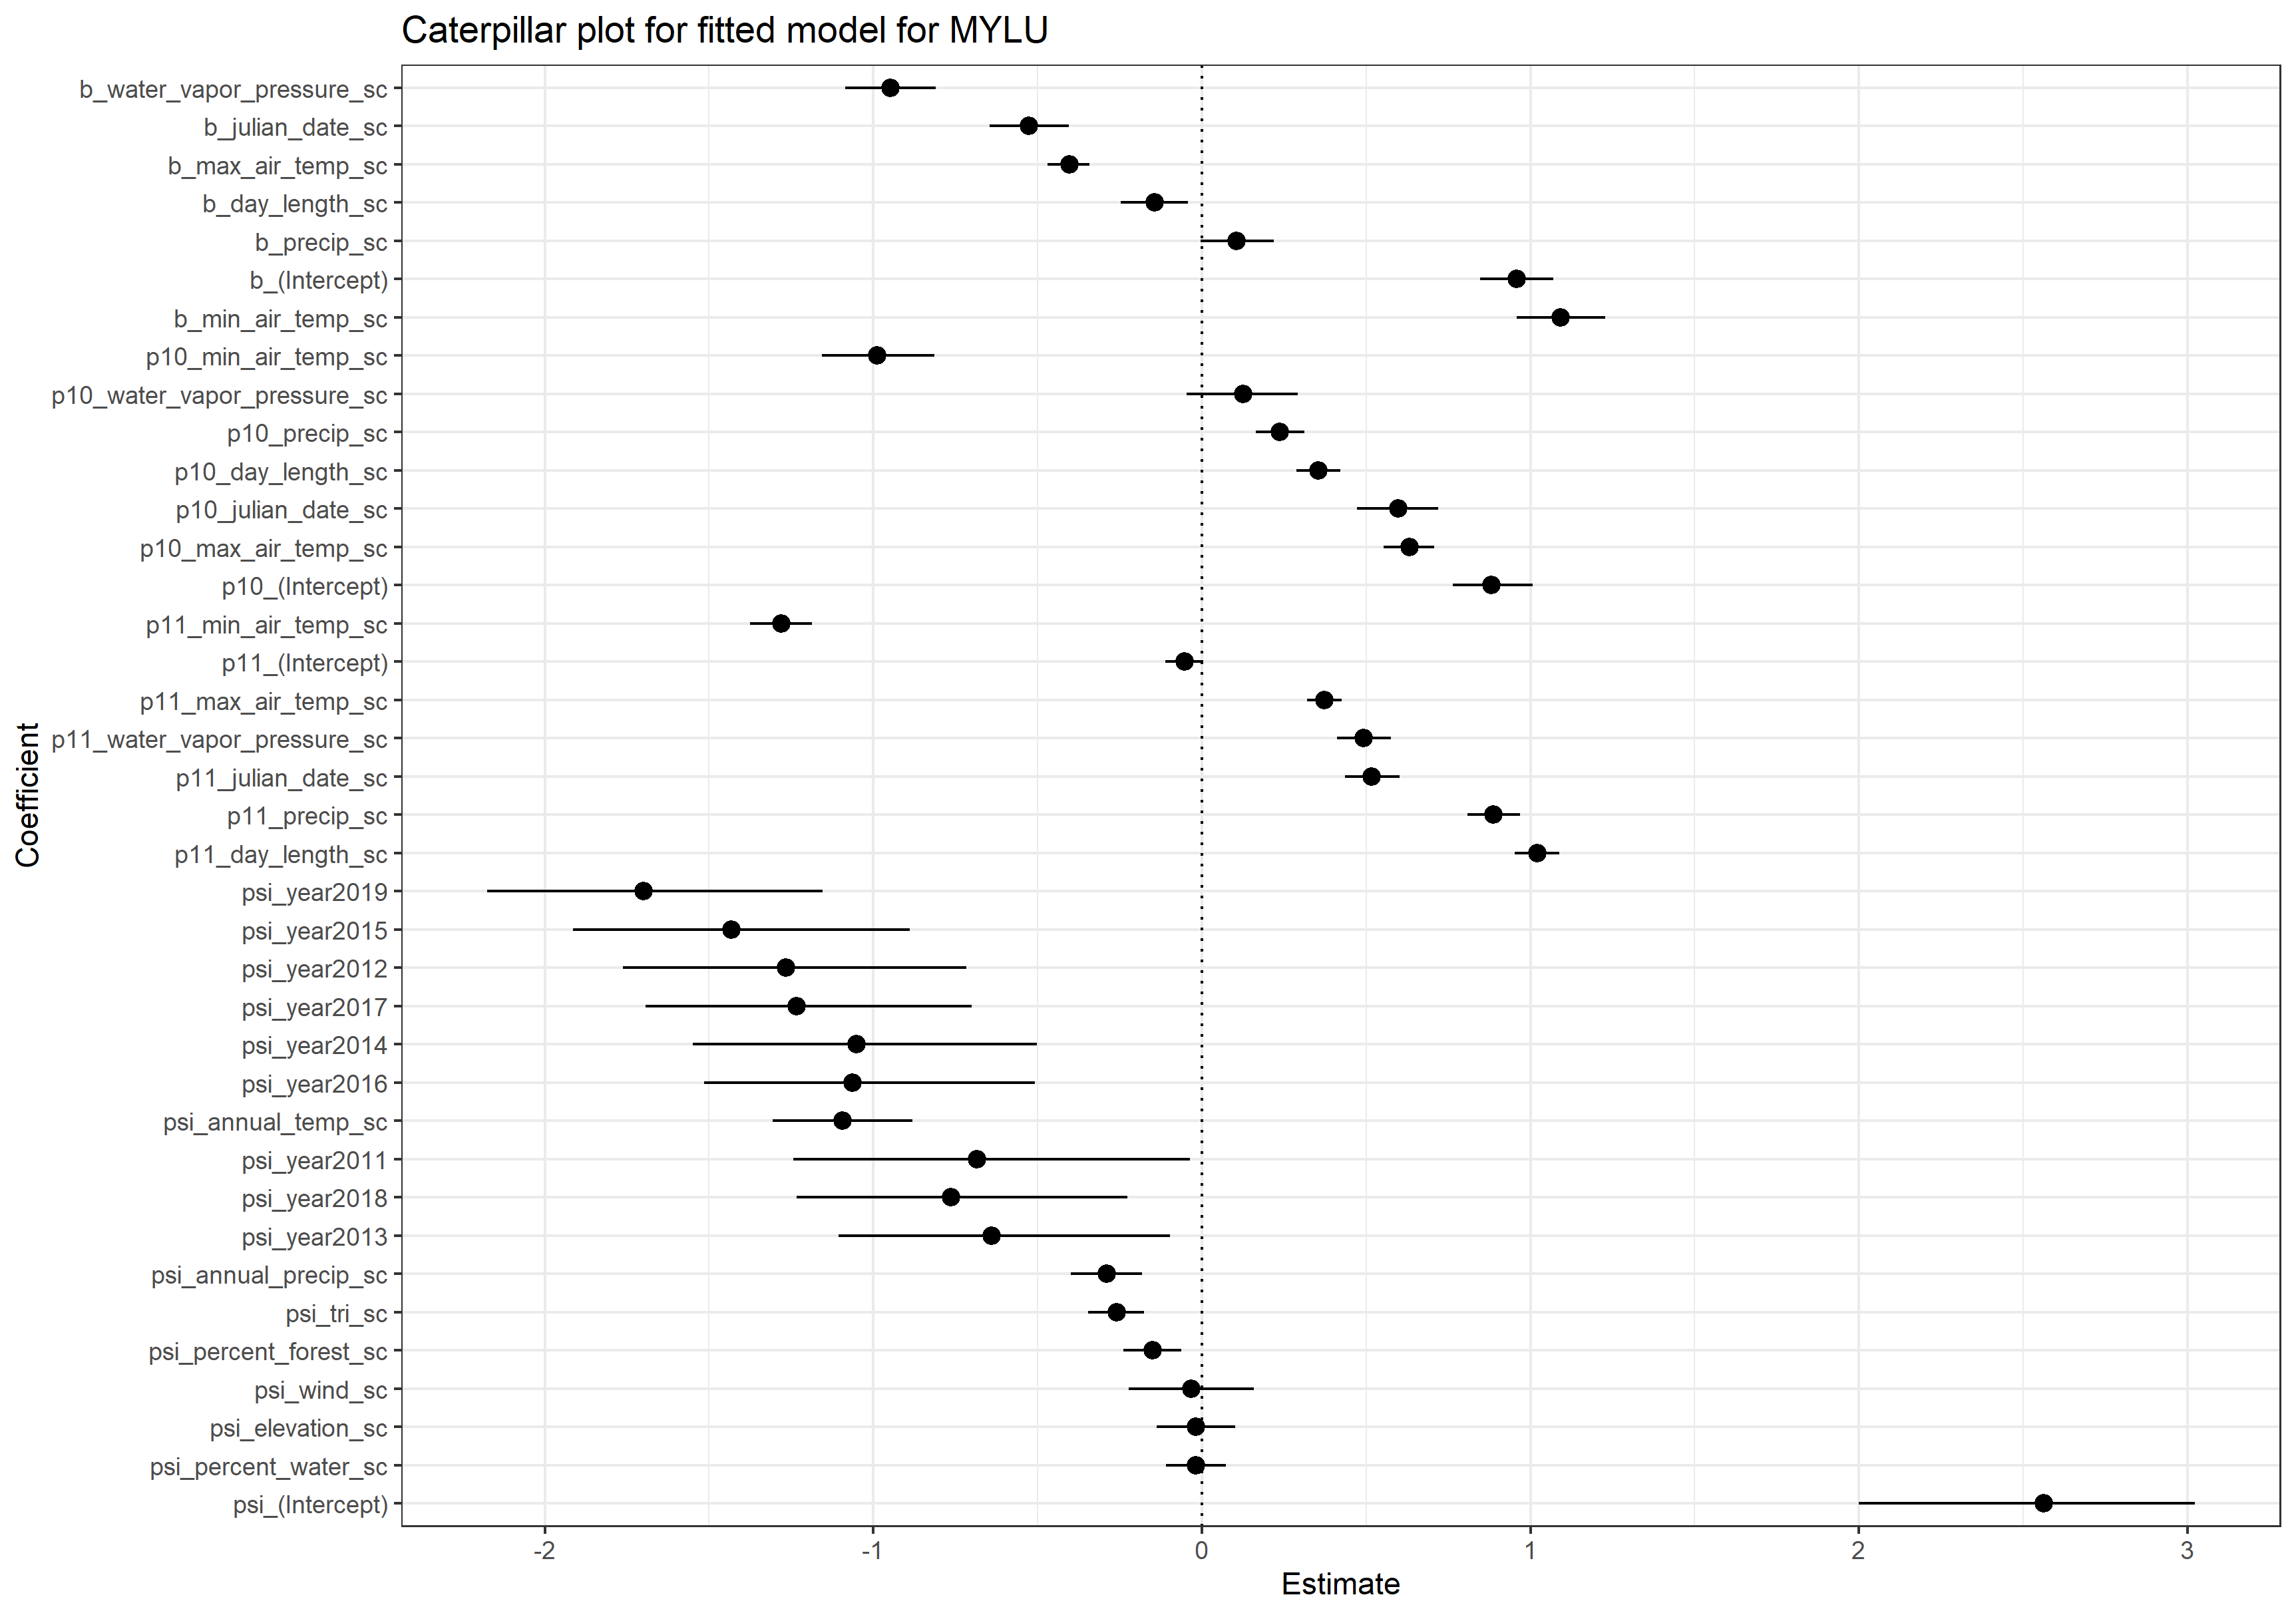 Caterpillar plot for fitted model for MYLU
b_water_vapor_pressure_sc
b_julian_date_sc
b_max_air_temp_sc
b_day_length_sc
b_precip_sc
b_(Intercept)
b_min_air_temp_sc
p10_min_air_temp_sc
p10_water_vapor_pressure_sc
p10_precip_sc
p10_day_length_sc
p10_julian_date_sc
p10_max_air_temp_sc
p10_(Intercept)
p11_min_air_temp_sc
p11_(Intercept)
p11_max_air_temp_sc
p11_water_vapor_pressure_sc
p11_julian_date_sc
p11_precip_sc
p11_day_length_sc
psi_year2019
psi_year2015
psi_year2012
psi_year2017
psi_year2014
psi_year2016
psi_annual_temp_sc
psi_year2011
psi_year2018
psi_year2013
psi_annual_precip_sc
psi_tri_sc
psi_percent_forest_sc
psi_wind_sc
psi_elevation_sc
psi_percent_water_sc
psi_(Intercept)
Coefficient
-2 -1 0 1 2 3
Estimate